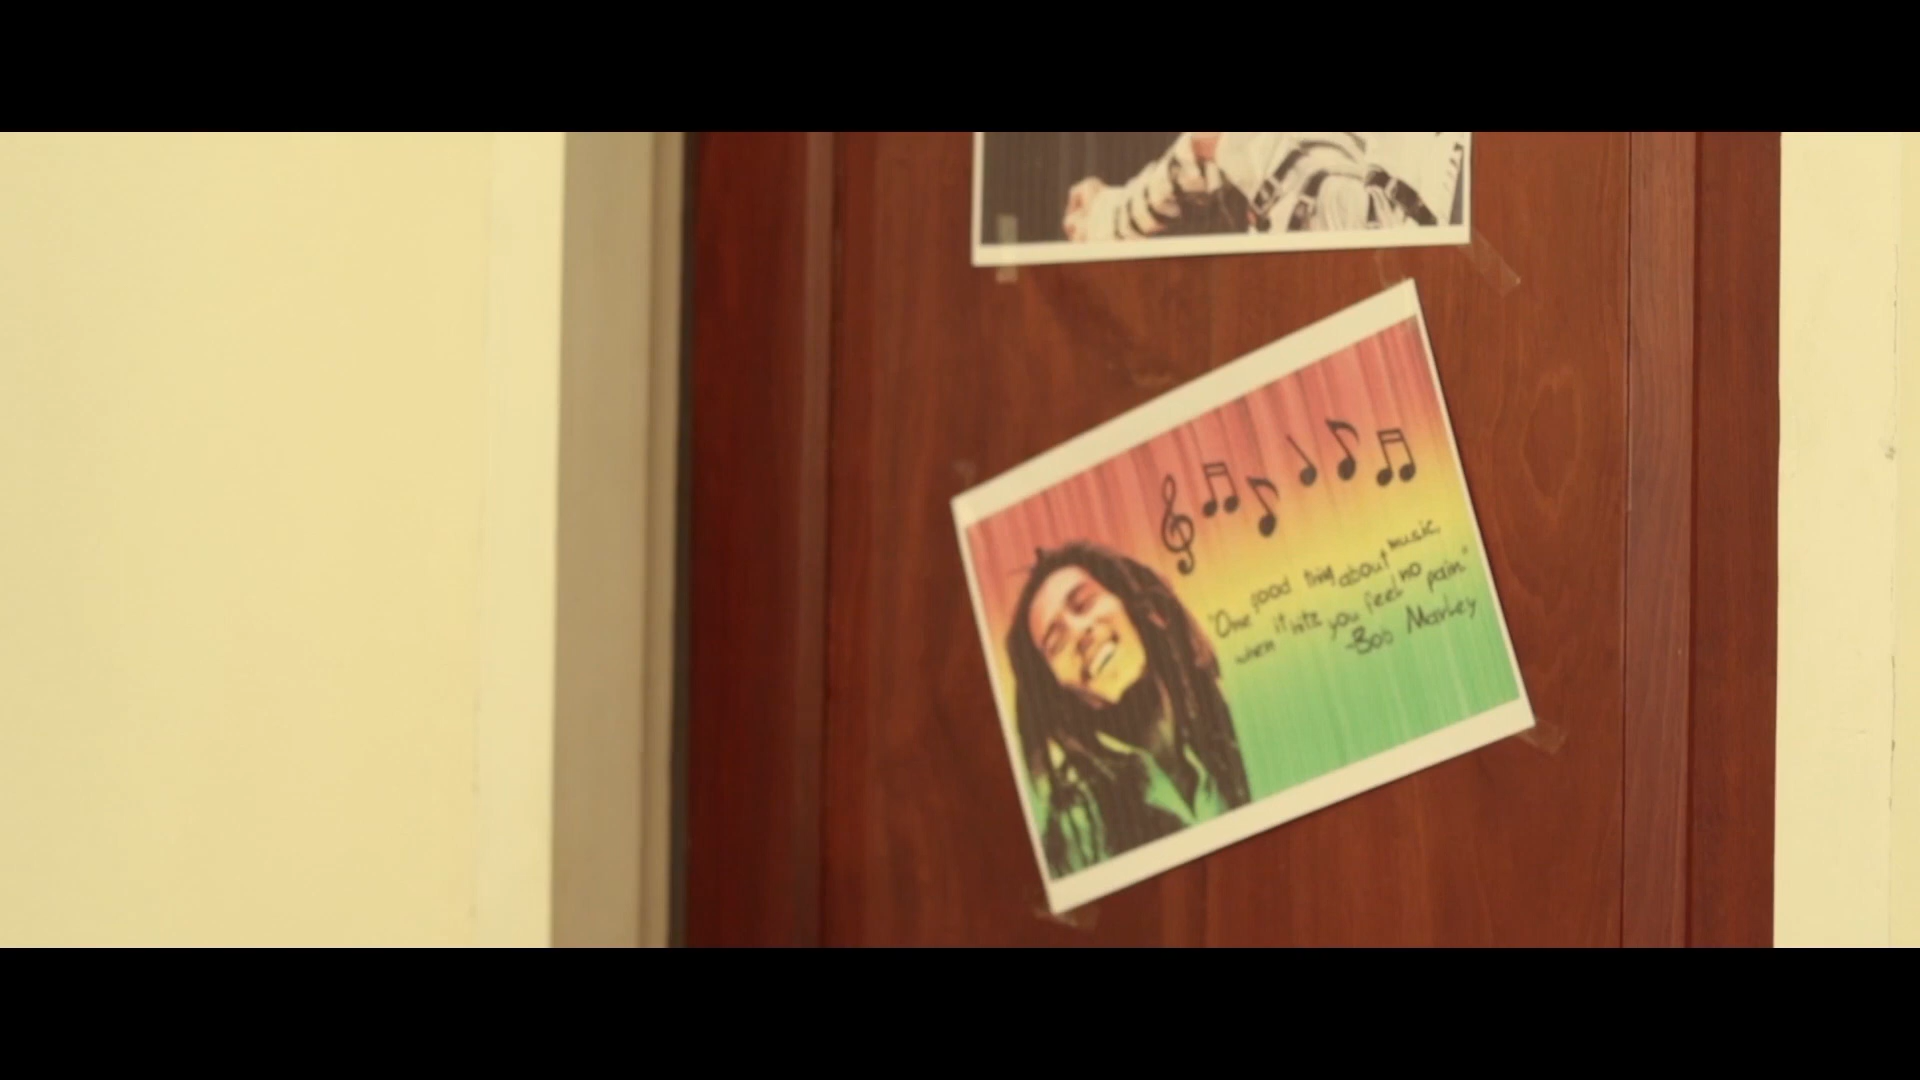 "One good thing about music,
when it hits you feel no pain."
-Bob Marley